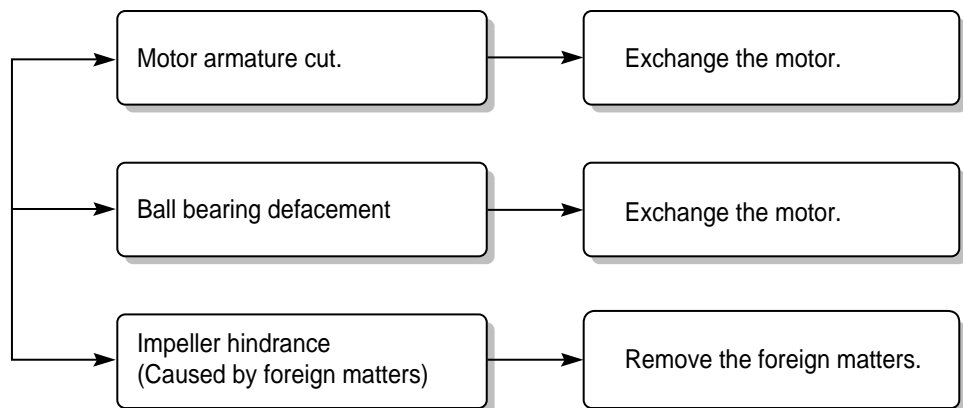 Motor armature cut.
Exchange the motor.
Ball bearing defacement
Exchange the motor.
Impeller hindrance
(Caused by foreign matters)
Remove the foreign matters.